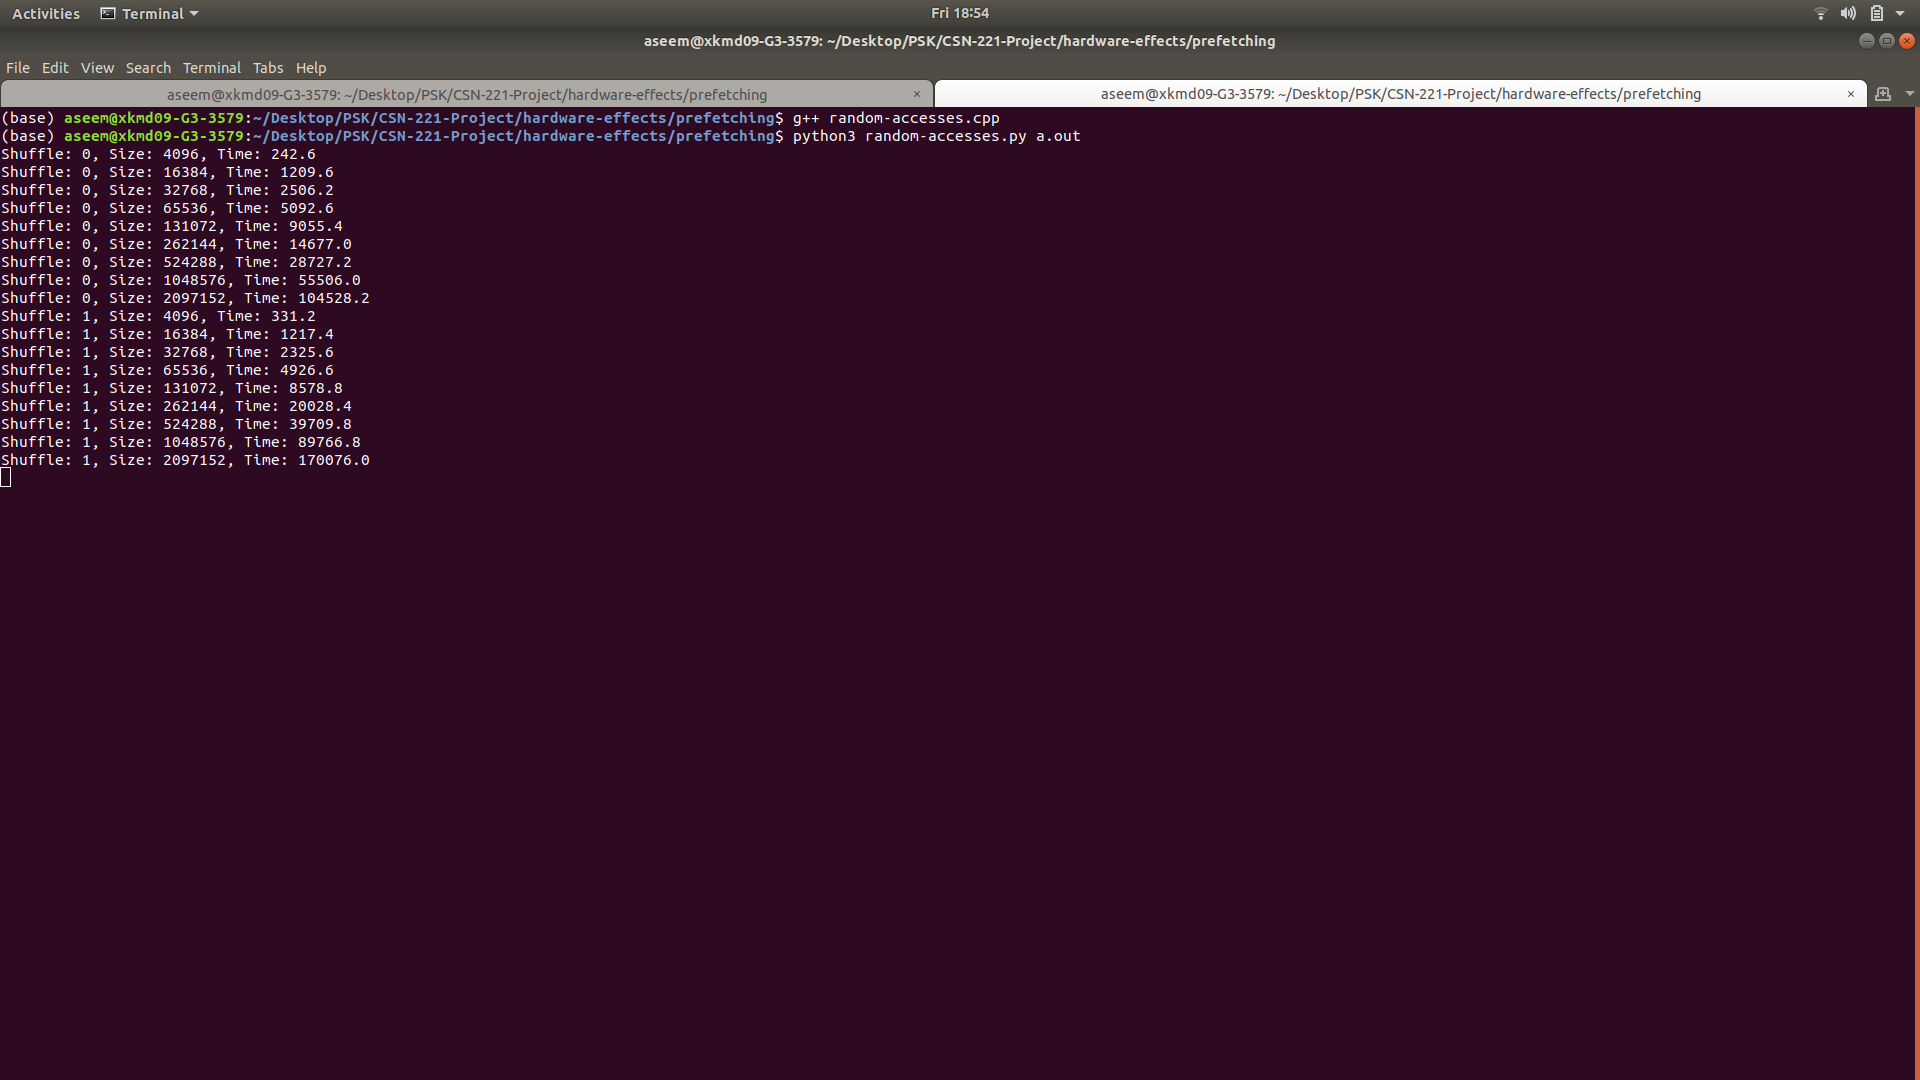 Activities Terminal Fri 18:54
aseem@xkmd09-G3-3579: ~/Desktop/PSK/CSN-221-Project/hardware-effects/prefetching
File Edit View Search Terminal Tabs Help
aseem@xkmd09-G3-3579: ~/Desktop/PSK/CSN-221-Project/hardware-effects/prefetching × aseem@xkmd09-G3-3579: ~/Desktop/PSK/CSN-221-Project/hardware-effects/prefetching ×
(base) aseem@xkmd09-G3-3579:~/Desktop/PSK/CSN-221-Project/hardware-effects/prefetching$ g++ random-accesses.cpp
(base) aseem@xkmd09-G3-3579:~/Desktop/PSK/CSN-221-Project/hardware-effects/prefetching$ python3 random-accesses.py a.out
Shuffle: 0, Size: 4096, Time: 242.6
Shuffle: 0, Size: 16384, Time: 1209.6
Shuffle: 0, Size: 32768, Time: 2506.2
Shuffle: 0, Size: 65536, Time: 5092.6
Shuffle: 0, Size: 131072, Time: 9055.4
Shuffle: 0, Size: 262144, Time: 14677.0
Shuffle: 0, Size: 524288, Time: 28727.2
Shuffle: 0, Size: 1048576, Time: 55506.0
Shuffle: 0, Size: 2097152, Time: 104528.2
Shuffle: 1, Size: 4096, Time: 331.2
Shuffle: 1, Size: 16384, Time: 1217.4
Shuffle: 1, Size: 32768, Time: 2325.6
Shuffle: 1, Size: 65536, Time: 4926.6
Shuffle: 1, Size: 131072, Time: 8578.8
Shuffle: 1, Size: 262144, Time: 20028.4
Shuffle: 1, Size: 524288, Time: 39709.8
Shuffle: 1, Size: 1048576, Time: 89766.8
Shuffle: 1, Size: 2097152, Time: 170076.0